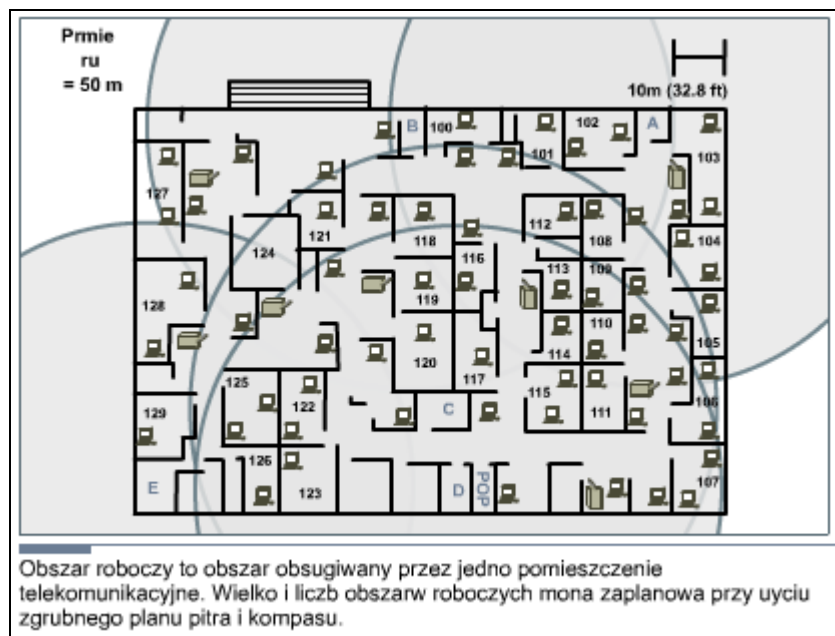 Prmie
ru
= 50 m
10m (32.8 ft)
B
100
101
102
A
103
127
124
121
118
116
112
108
104
113
109
128
119
110
105
114
120
117
125
122
115
111
106
129
C
126
123
E
D
POP
107
Obszar roboczy to obszar obsugiwany przez jedno pomieszczenie
telekomunikacyjne. Wielko i liczb obszarw roboczych mona zaplanowa przy uyciu
zgrubnego planu pitra i kompasu.